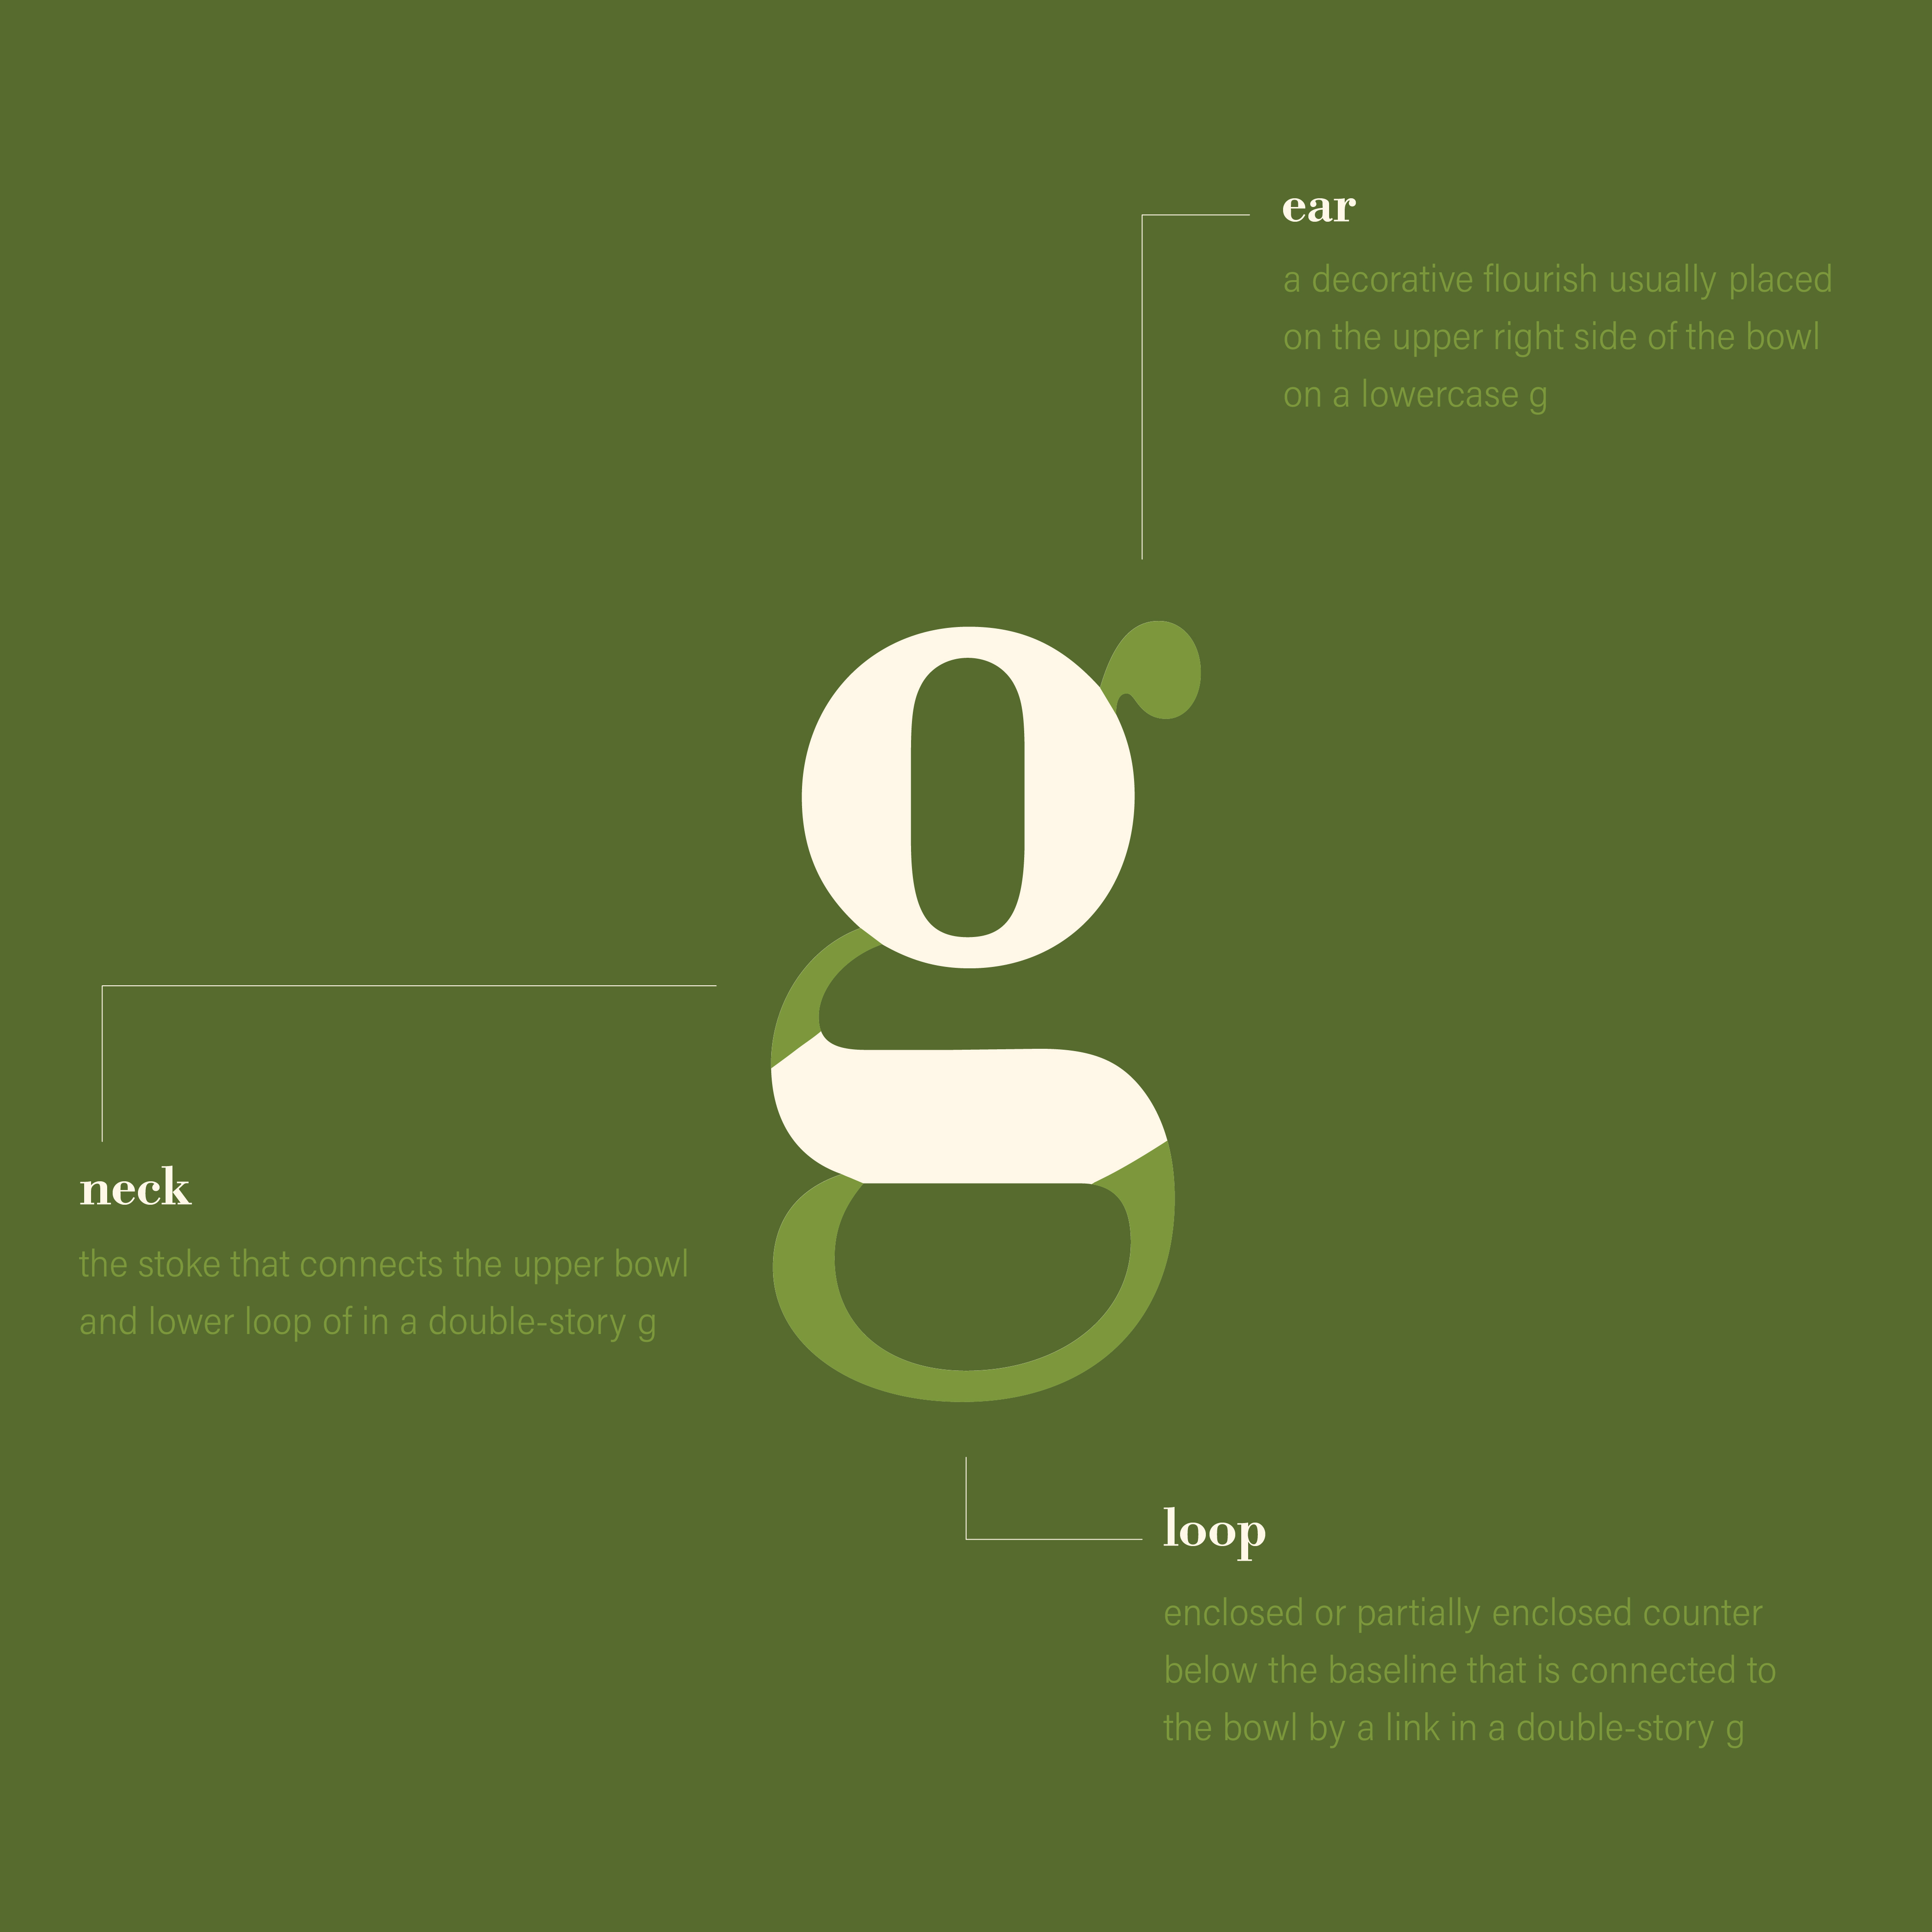 ear
a decorative flourish usually placed
on the upper right side of the bowl
on a lowercase g
g
neck
the stoke that connects the upper bowl
and lower loop of in a double-story g
loop
enclosed or partially enclosed counter
below the baseline that is connected to
the bowl by a link in a double-story g